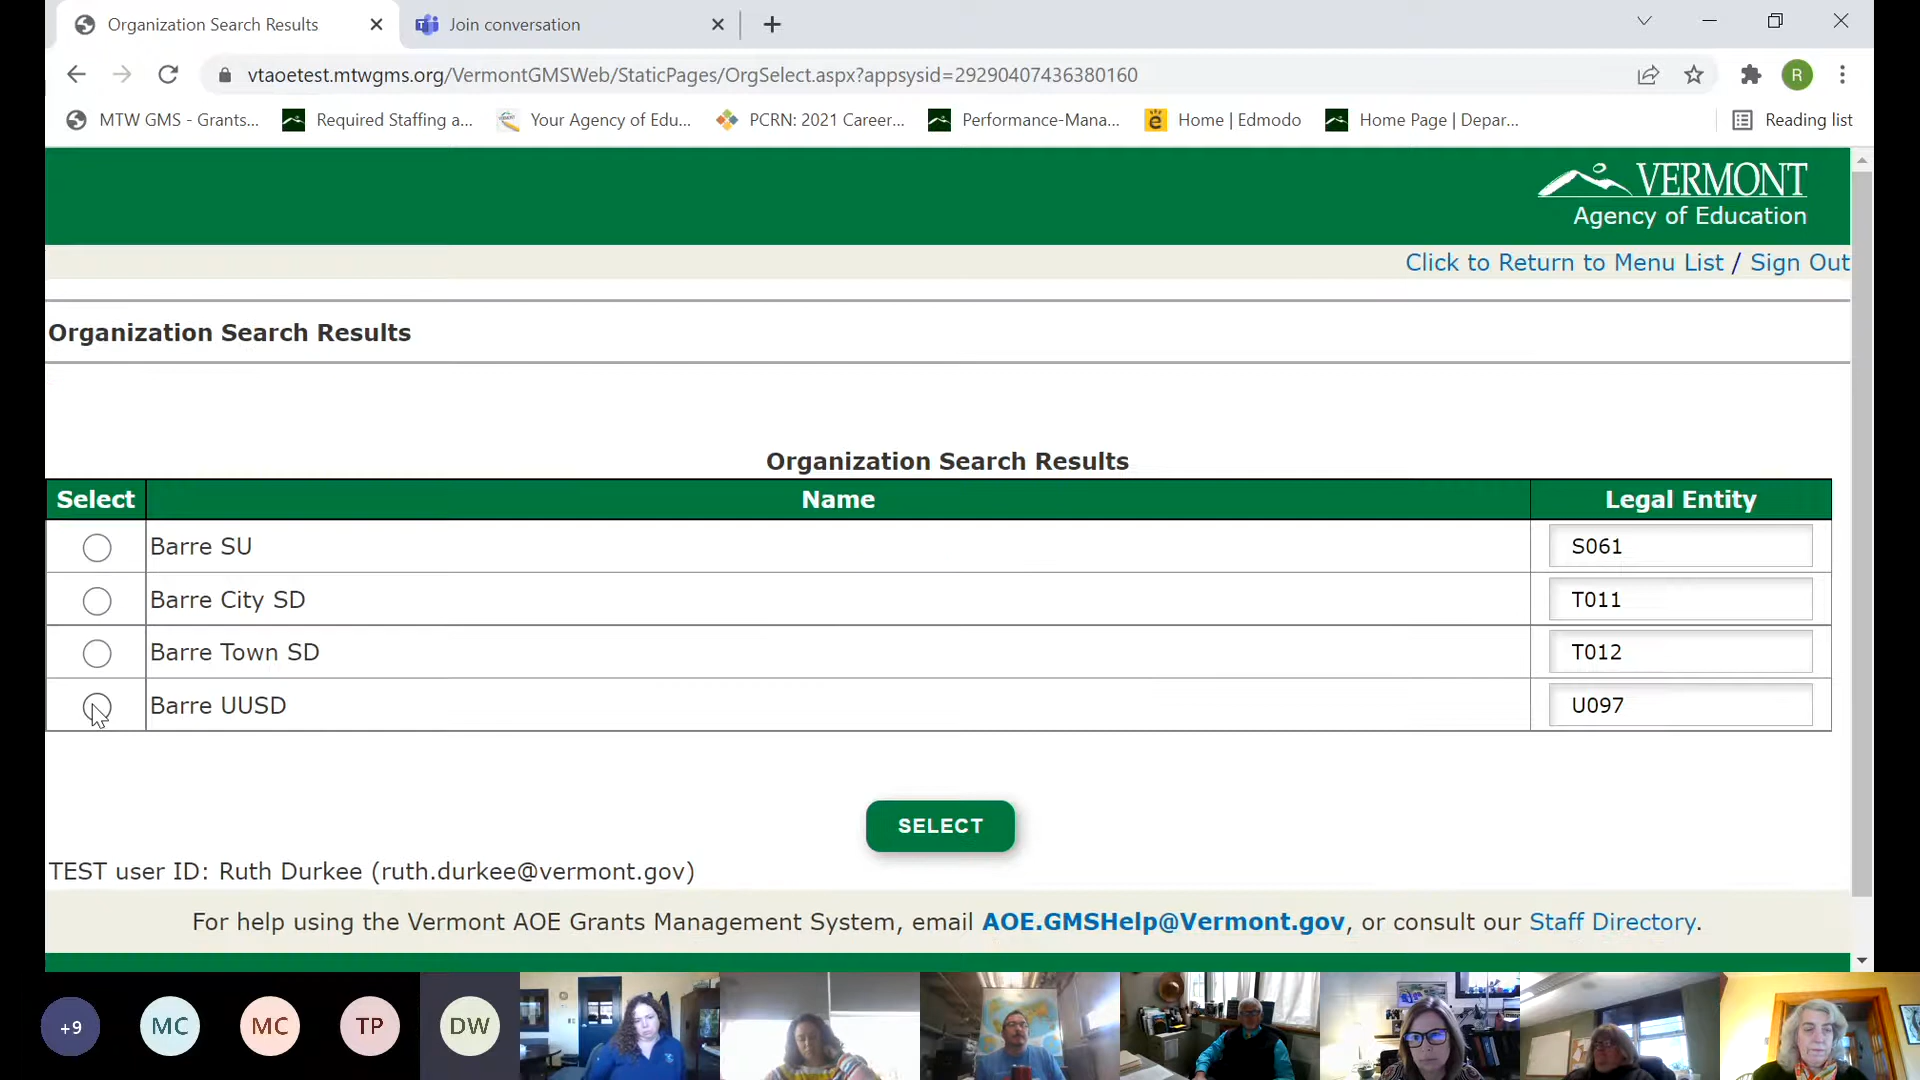 Organization Search Results
Join conversation
vtaoetest.mtwgms.org/VermontGMSWeb/StaticPages/OrgSelect.aspx?appsysid=29290407436380160
R
MTW GMS - Grants...
Required Staffing a...
Your Agency of Edu...
PCRN: 2021 Career...
Performance-Mana...
ė
Home | Edmodo
Home Page | Depar...
Reading list
VERMONT
Agency of Education
Click to Return to Menu List / Sign Out
Organization Search Results
Organization Search Results
Select Name Legal Entity
Barre SU S061
Barre City SD T011
Barre Town SD T012
Barre UUSD U097
SELECT
TEST user ID: Ruth Durkee (ruth.durkee@vermont.gov)
For help using the Vermont AOE Grants Management System, email AOE.GMSHelp@Vermont.gov, or consult our Staff Directory.
+9 MC MC TP DW